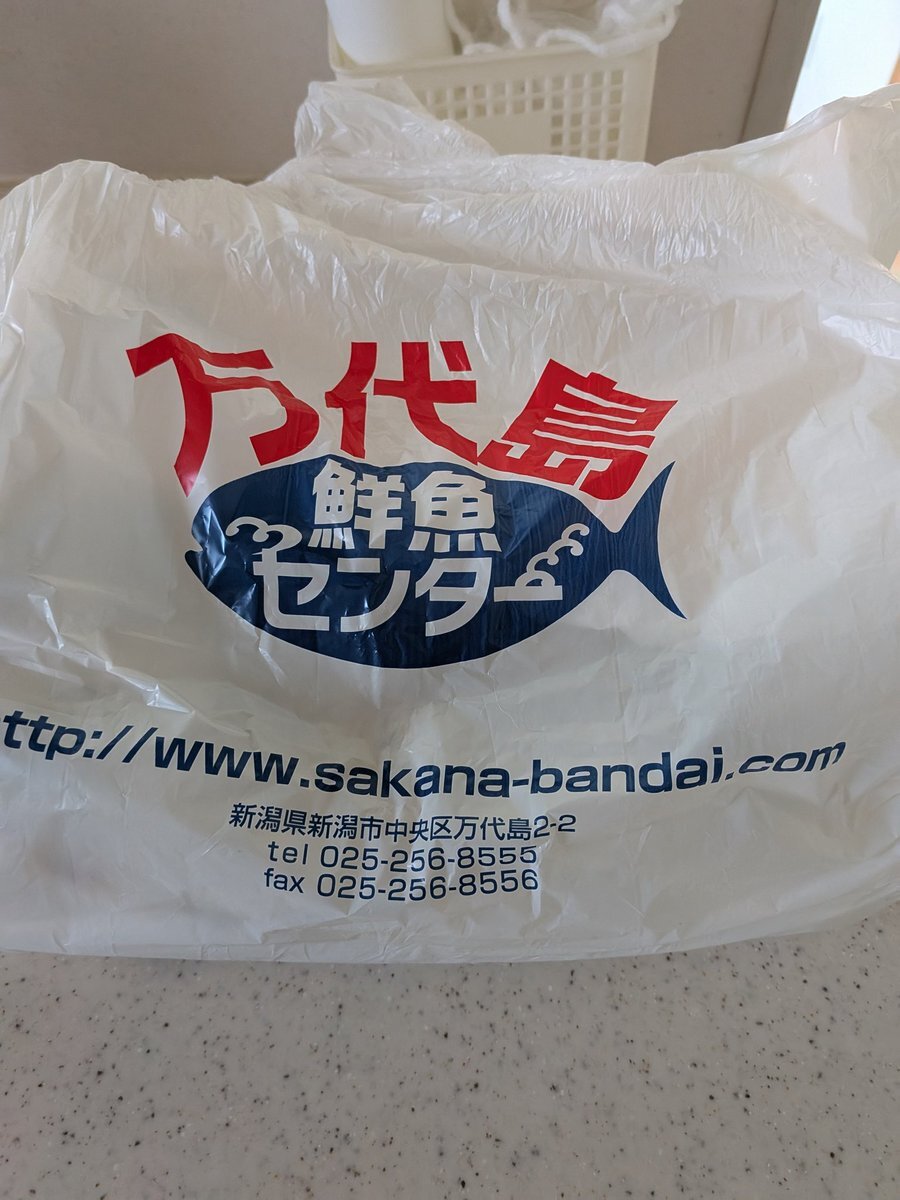 万代島
鮮魚
センター
ttp://www.sakana-bandai.com
新潟県新潟市中央区万代島2-2
tel 025-256-8555
fax 025-256-8556